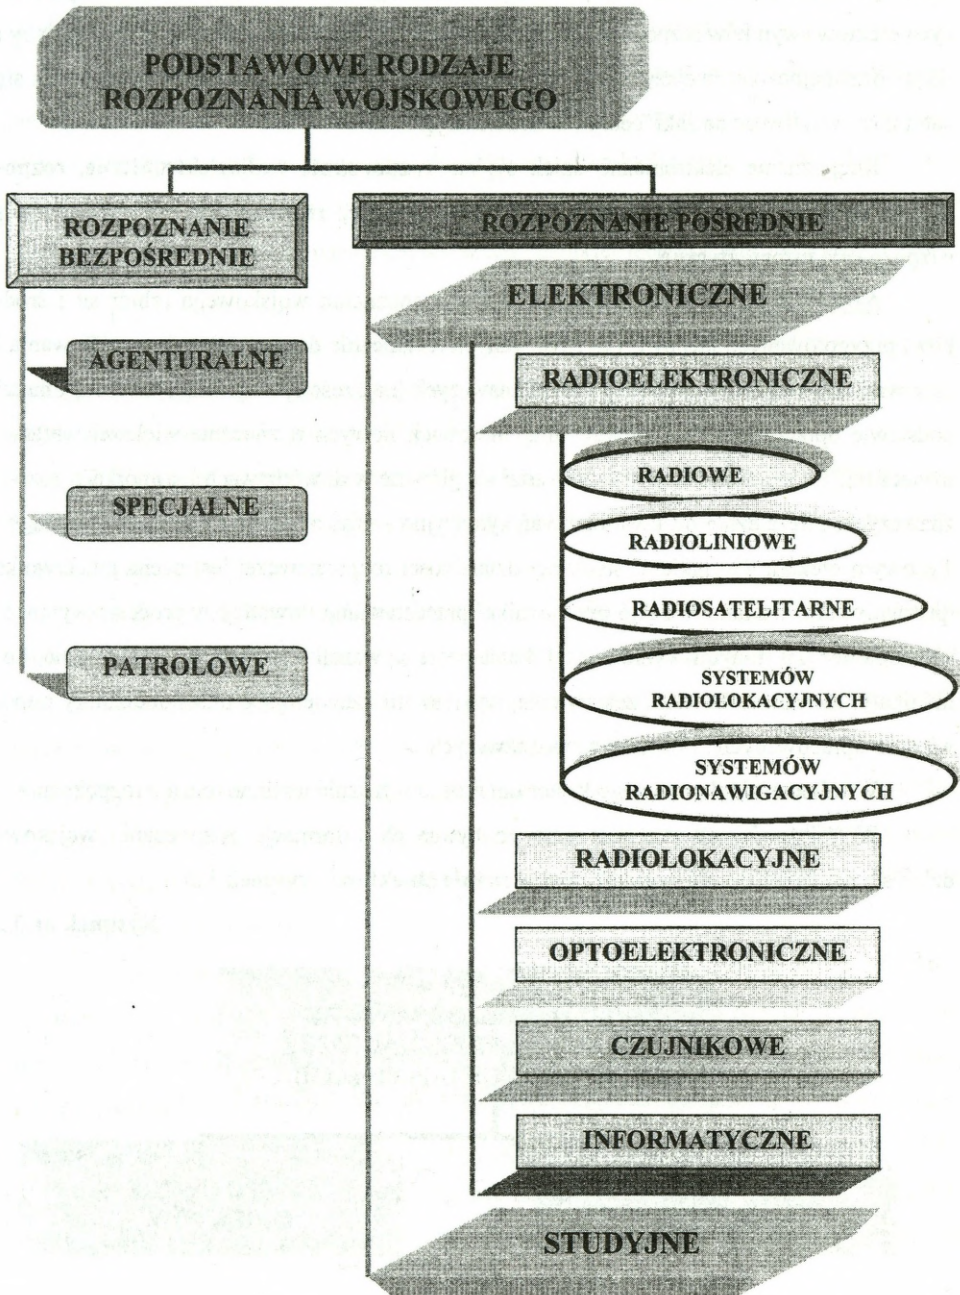 PODSTAWOWE RODZAJE
ROZPOZNANIA WOJSKOWEGO
ROZPOZNANIE
BEZPOŚREDNIE
AGENTURALNE
SPECJALNE
PATROLOWE
ROZPOZNANIE POŚREDNIE
ELEKTRONICZNE
RADIOELEKTRONICZNE
RADIOWE
RADIOLINIOWE
RADIOSATELITARNE
SYSTEMÓW
RADIOLOKACYJNYCH
SYSTEMÓW
RADIONAWIGACYJNYCH
RADIOLOKACYJNE
OPTOELEKTRONICZNE
CZUJNIKOWE
INFORMATYCZNE
STUDYJNE